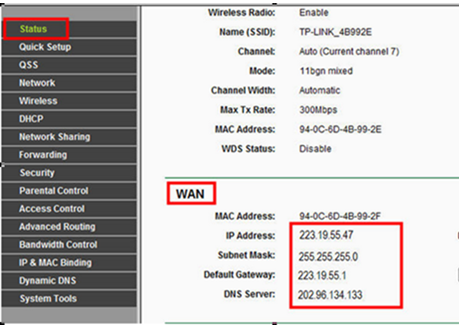 Status
Quick Setup
QSS
Network
Wireless
DHCP
Network Sharing
Forwarding
Security
Parental Control
Access Control
Advanced Routing
Bandwidth Control
IP & MAC Binding
Dynamic DNS
System Tools
Wireless Radio: Enable
Name (SSID): TP-LINK_4B992E
Channel: Auto (Current channel 7)
Mode: 11bgn mixed
Channel Width: Automatic
Max Tx Rate: 300Mbps
MAC Address: 94-0C-6D-4B-99-2E
WDS Status: Disable
WAN
MAC Address: 94-0C-6D-4B-99-2F
IP Address: 223.19.55.47
Subnet Mask: 255.255.255.0
Default Gateway: 223.19.55.1
DNS Server: 202.96.134.133